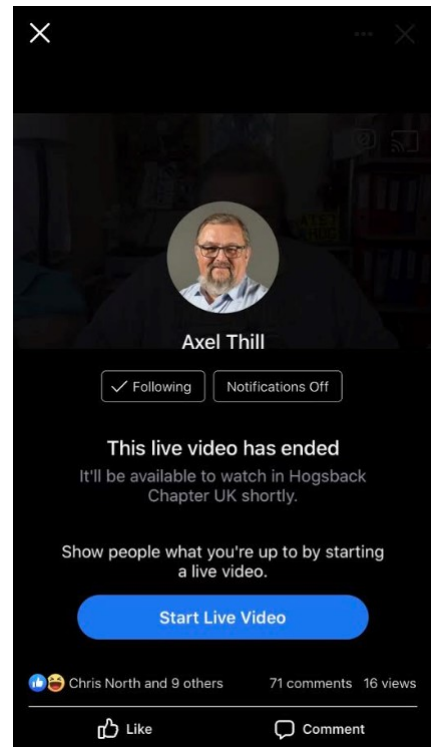 Axel Thill
Following
Notifications Off
This live video has ended
It'll be available to watch in Hogsback
Chapter UK shortly.
Show people what you're up to by starting
a live video.
Start Live Video
Chris North and 9 others 71 comments 16 views
Like Comment